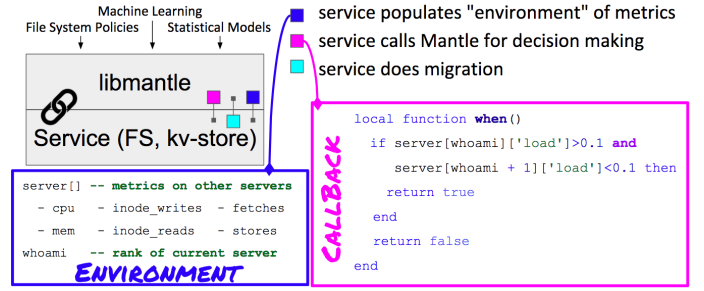 Machine Learning
File System Policies
Statistical Models
libmantle
Service (FS, kv-store)
service populates "environment" of metrics
service calls Mantle for decision making
service does migration
server[] -- metrics on other servers
- cpu - inode_writes - fetches
- mem - inode_reads - stores
whoami -- rank of current server
ENVIRONMENT
CALLBACK
local function when()
if server[whoami]['load']>0.1 and
server[whoami + 1]['load']<0.1 then
return true
end
return false
end